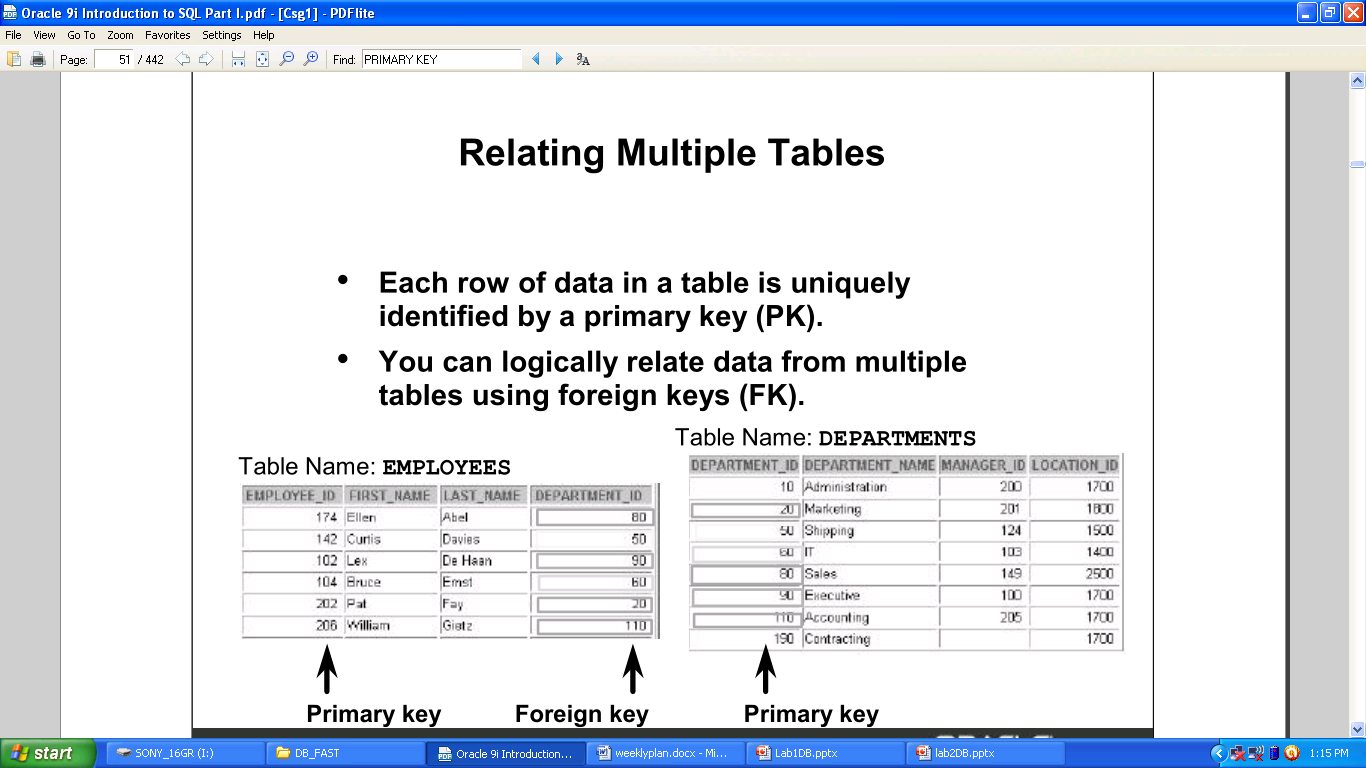 Oracle 9i Introduction to SQL Part I.pdf - [Csg1] - PDFlite
File View Go To Zoom Favorites Settings Help
Page: 51 / 442 Find: PRIMARY KEY
Relating Multiple Tables
• Each row of data in a table is uniquely
identified by a primary key (PK).
• You can logically relate data from multiple
tables using foreign keys (FK).
Table Name: EMPLOYEES
EMPLOYEE_ID FIRST_NAME LAST_NAME DEPARTMENT_ID
174 Ellen Abel 80
142 Curtis Davies 50
102 Lex De Haan 90
104 Bruce Ernst 60
202 Pat Fay 20
206 William Gietz 110
Primary key
Foreign key
Table Name: DEPARTMENTS
DEPARTMENT_ID DEPARTMENT_NAME MANAGER_ID LOCATION_ID
10 Administration 200 1700
20 Marketing 201 1800
50 Shipping 124 1500
60 IT 103 1400
80 Sales 149 2500
90 Executive 100 1700
110 Accounting 205 1700
190 Contracting 1700
Primary key
start SONY_16GR (I:) DB_FAST Oracle 9i Introduction... weeklyplan.docx - Mi... Lab1DB.pptx lab2DB.pptx 1:15 PM